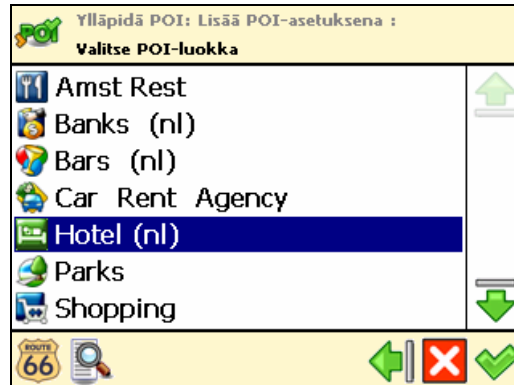 POI
Ylläpidä POI: Lisää POI-asetuksena :
Valitse POI-luokka
Amst Rest
Banks (nl)
Bars (nl)
Car Rent Agency
Hotel (nl)
Parks
Shopping
ROUTE
66